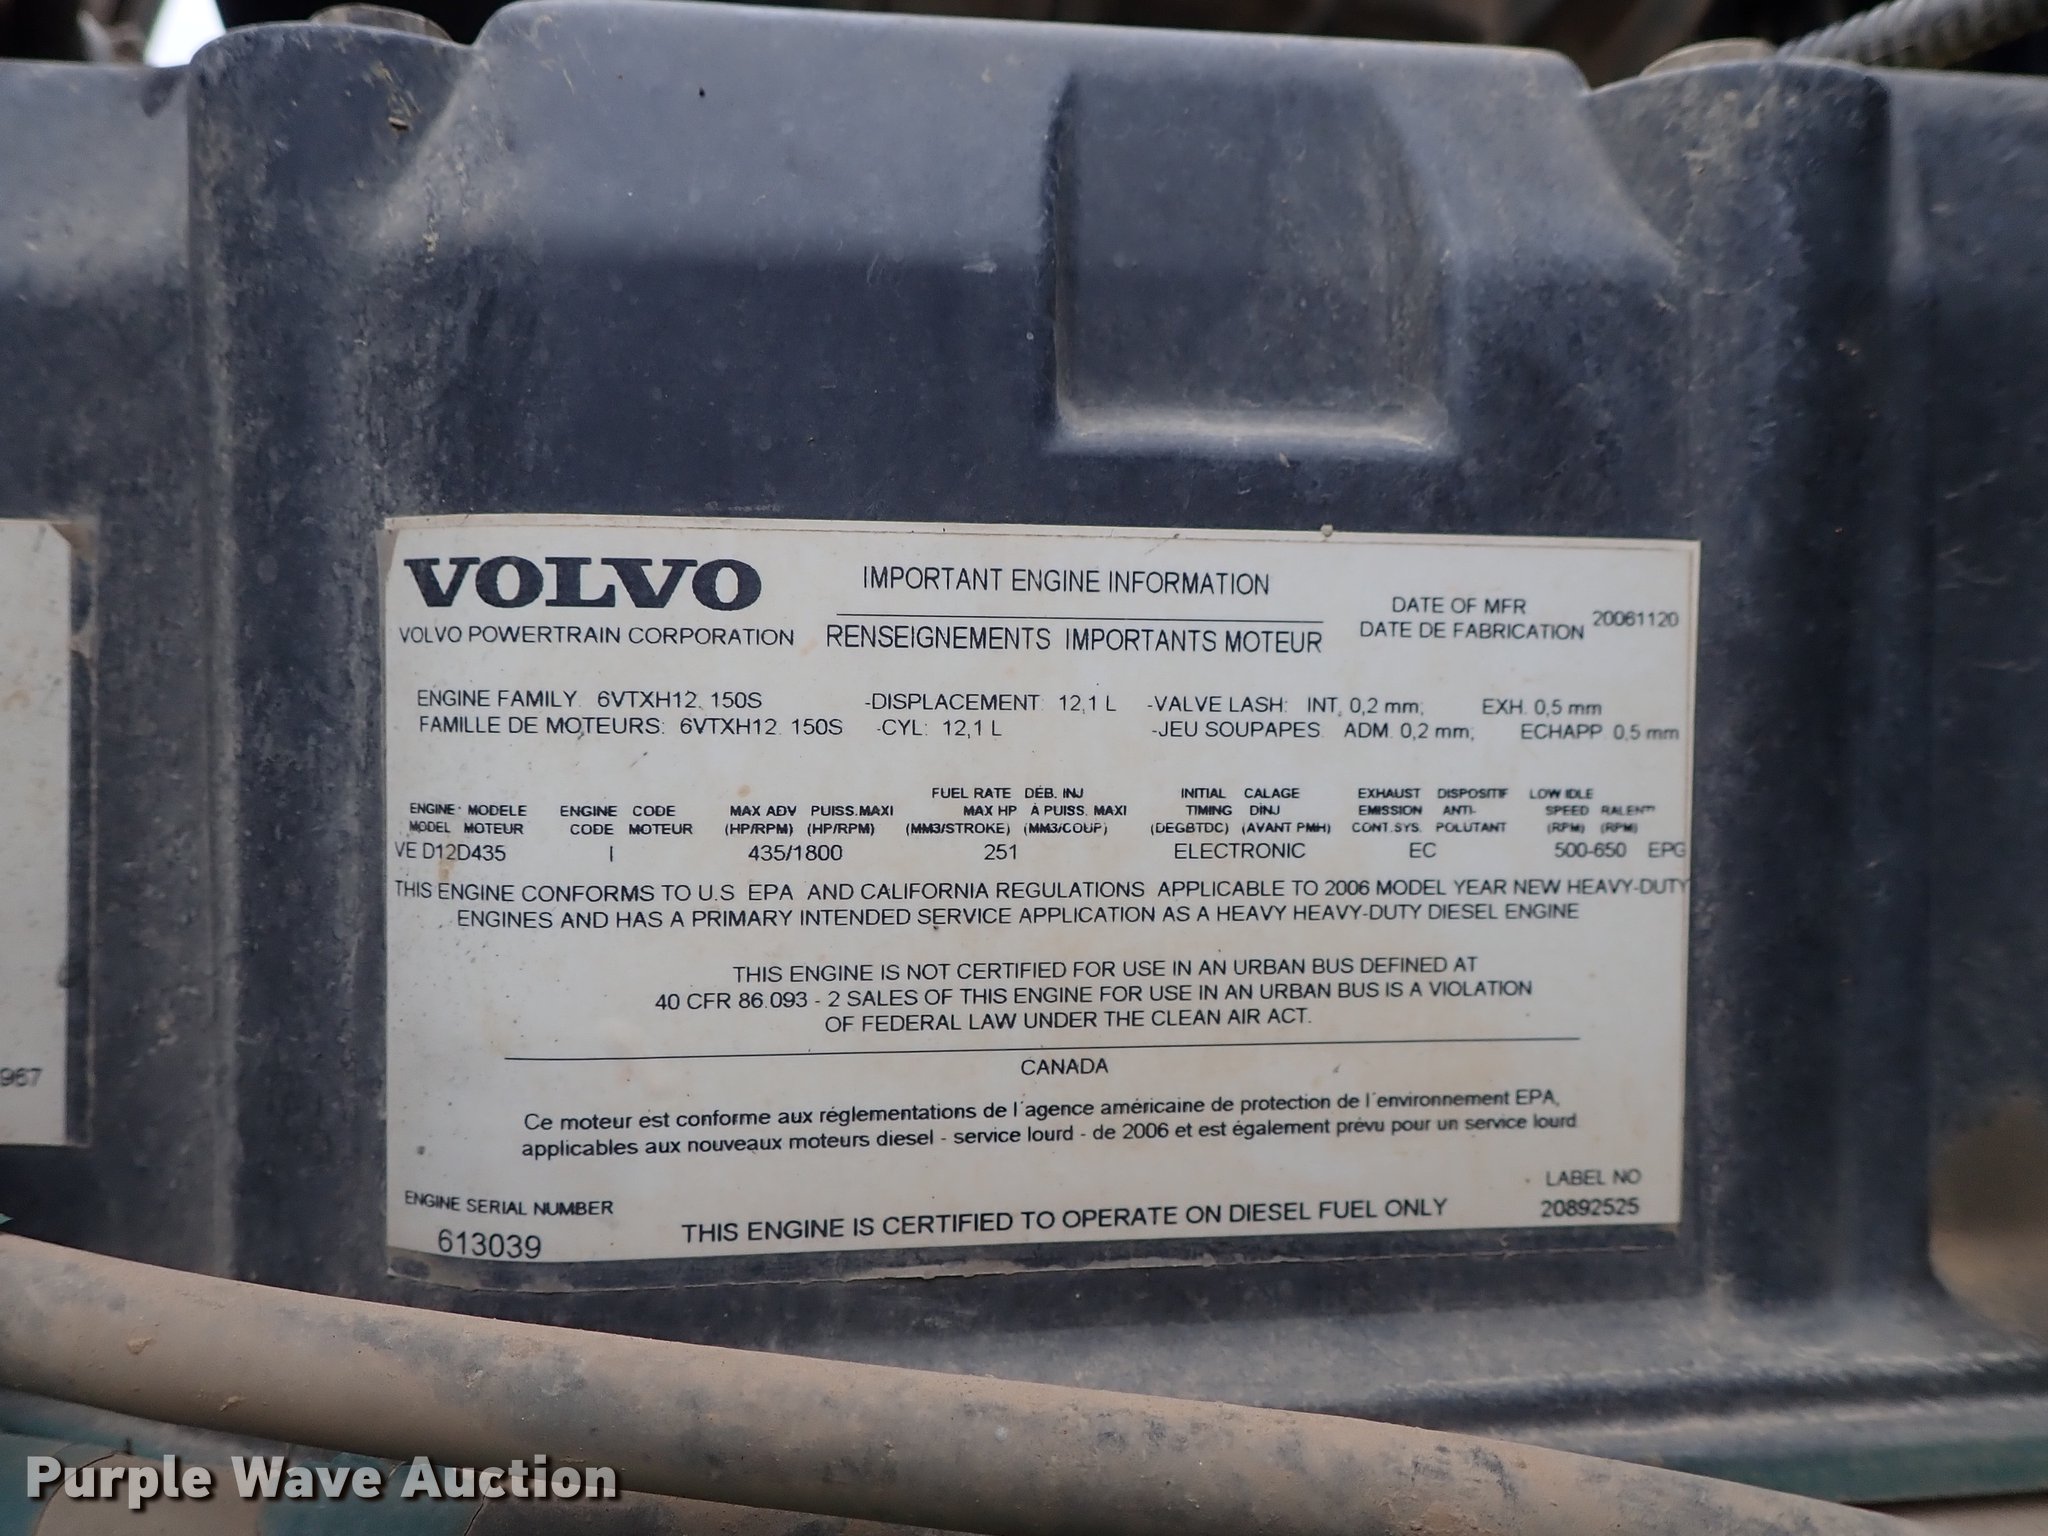 VOLVO
VOLVO POWERTRAIN CORPORATION
IMPORTANT ENGINE INFORMATION
RENSEIGNEMENTS IMPORTANTS MOTEUR
DATE OF MFR
DATE DE FABRICATION
20061120
ENGINE FAMILY 6VTXH12. 150S -DISPLACEMENT: 12,1 L -VALVE LASH: INT, 0,2 mm; EXH. 0,5 mm
FAMILLE DE MOTEURS: 6VTXH12. 150S -CYL: 12,1 L -JEU SOUPAPES ADM. 0,2 mm; ECHAPP. 0,5 mm
FUEL RATE DÉB. INJ INITIAL CALAGE EXHAUST DISPOSITIF LOW IDLE
ENGINE MODELE ENGINE CODE MAX ADV PUISS.MAXI MAX HP À PUISS. MAXI TIMING D'INJ EMISSION ANTI- SPEED RALENTI
MODEL MOTEUR CODE MOTEUR (HP/RPM) (HP/RPM) (MM3/STROKE) (MM3/COUP) (DEGBTDC) (AVANT PMH) CONT.SYS. POLUTANT (RPM) (RPM)
VE D12D435 I 435/1800 251 ELECTRONIC EC 500-650 EPG
THIS ENGINE CONFORMS TO U.S EPA AND CALIFORNIA REGULATIONS APPLICABLE TO 2006 MODEL YEAR NEW HEAVY-DUTY
ENGINES AND HAS A PRIMARY INTENDED SERVICE APPLICATION AS A HEAVY HEAVY-DUTY DIESEL ENGINE
THIS ENGINE IS NOT CERTIFIED FOR USE IN AN URBAN BUS DEFINED AT
40 CFR 86.093 - 2 SALES OF THIS ENGINE FOR USE IN AN URBAN BUS IS A VIOLATION
OF FEDERAL LAW UNDER THE CLEAN AIR ACT.
CANADA
Ce moteur est conforme aux réglementations de l'agence américaine de protection de l'environnement EPA,
applicables aux nouveaux moteurs diesel - service lourd - de 2006 et est également prévu pour un service lourd
ENGINE SERIAL NUMBER
613039
THIS ENGINE IS CERTIFIED TO OPERATE ON DIESEL FUEL ONLY
LABEL NO
20892525
967
Purple Wave Auction